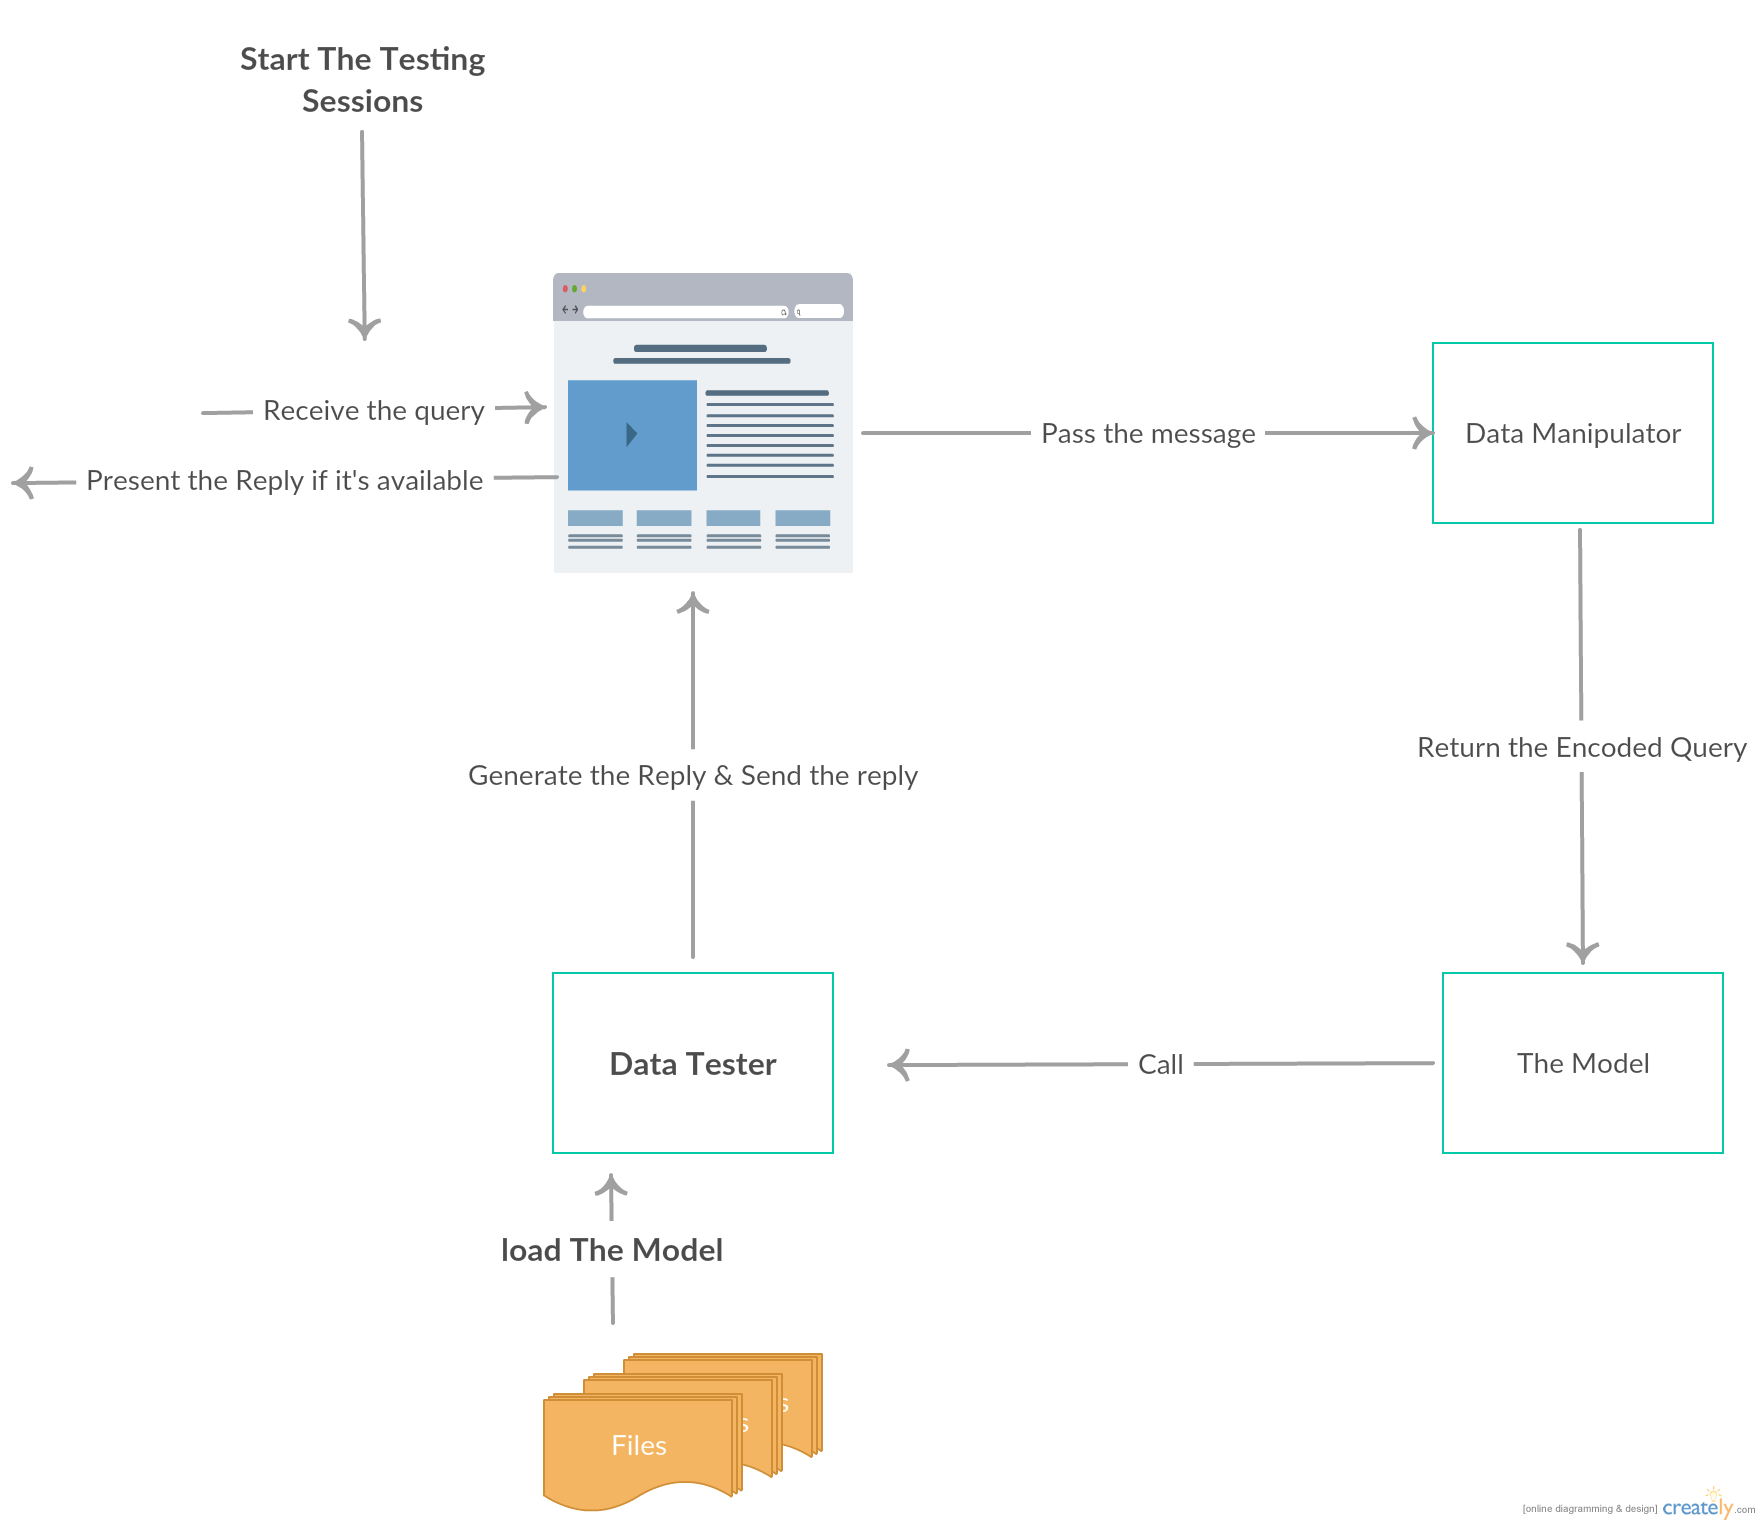 Start The Testing
Sessions
Receive the query
Present the Reply if it's available
Pass the message
Data Manipulator
Return the Encoded Query
Generate the Reply & Send the reply
Data Tester
Call
The Model
load The Model
s
s
Files
[online diagramming & design] creately.com